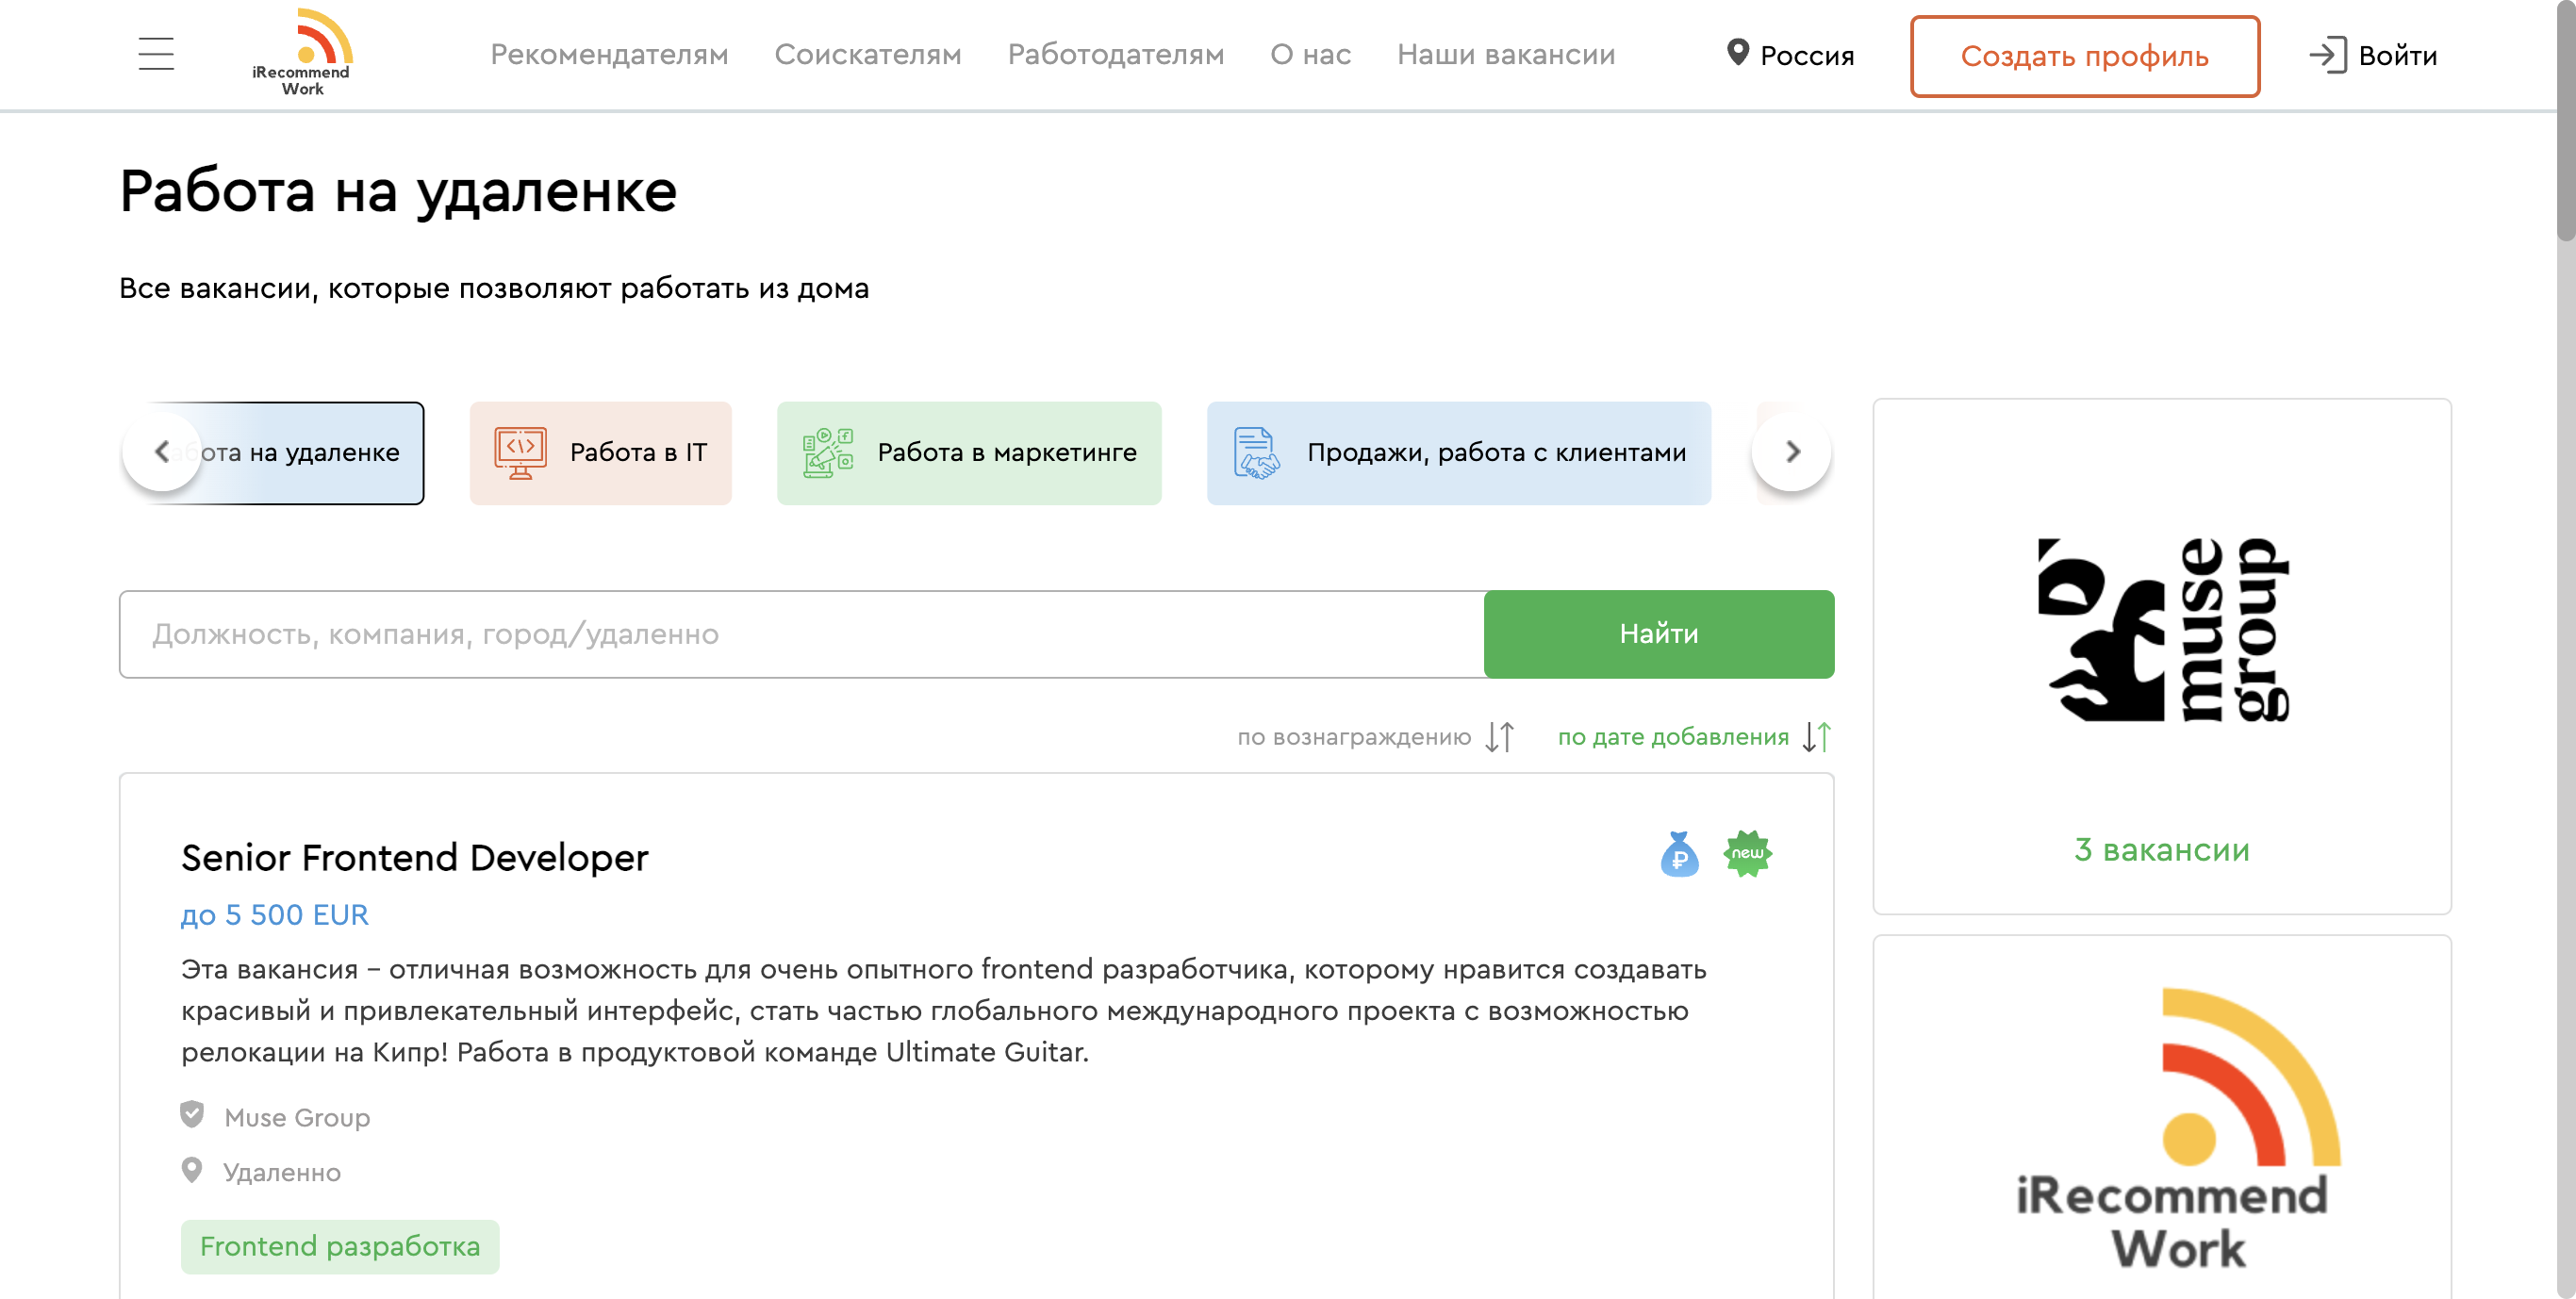 iRecommend
Work
Рекомендателям
Соискателям
Работодателям
О нас
Наши вакансии
Россия
Создать профиль
Войти
Работа на удаленке
Все вакансии, которые позволяют работать из дома
бота на удаленке
Работа в IT
Работа в маркетинге
Продажи, работа с клиентами
Должность, компания, город/удаленно
Найти
по вознаграждению
по дате добавления
Senior Frontend Developer
₽
new
до 5 500 EUR
Эта вакансия – отличная возможность для очень опытного frontend разработчика, которому нравится создавать
красивый и привлекательный интерфейс, стать частью глобального международного проекта с возможностью
релокации на Кипр! Работа в продуктовой команде Ultimate Guitar.
Muse Group
Удаленно
Frontend разработка
muse
group
3 вакансии
iRecommend
Work